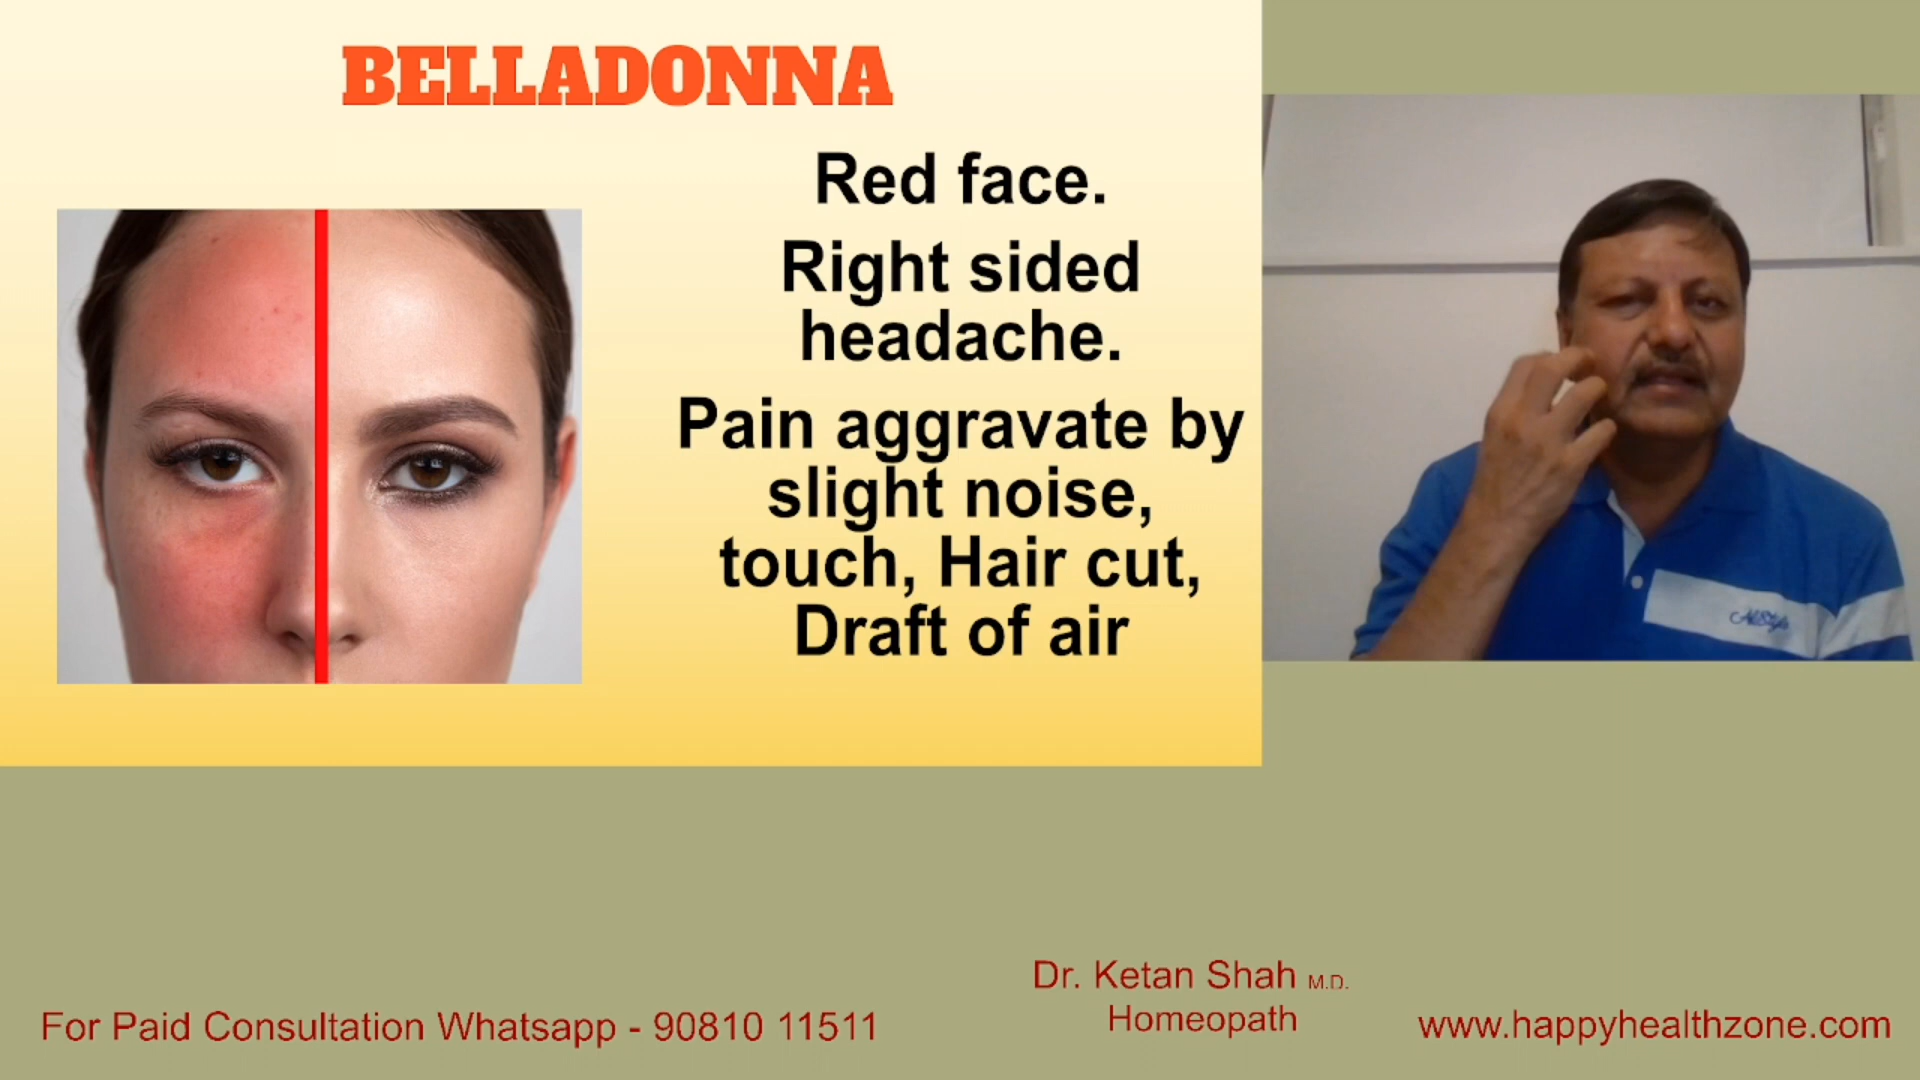 BELLADONNA
Red face.
Right sided
headache.
Pain aggravate by
slight noise,
touch, Hair cut,
Draft of air
Dr. Ketan Shah M.D.
Homeopath
For Paid Consultation Whatsapp - 90810 11511
www.happyhealthzone.com